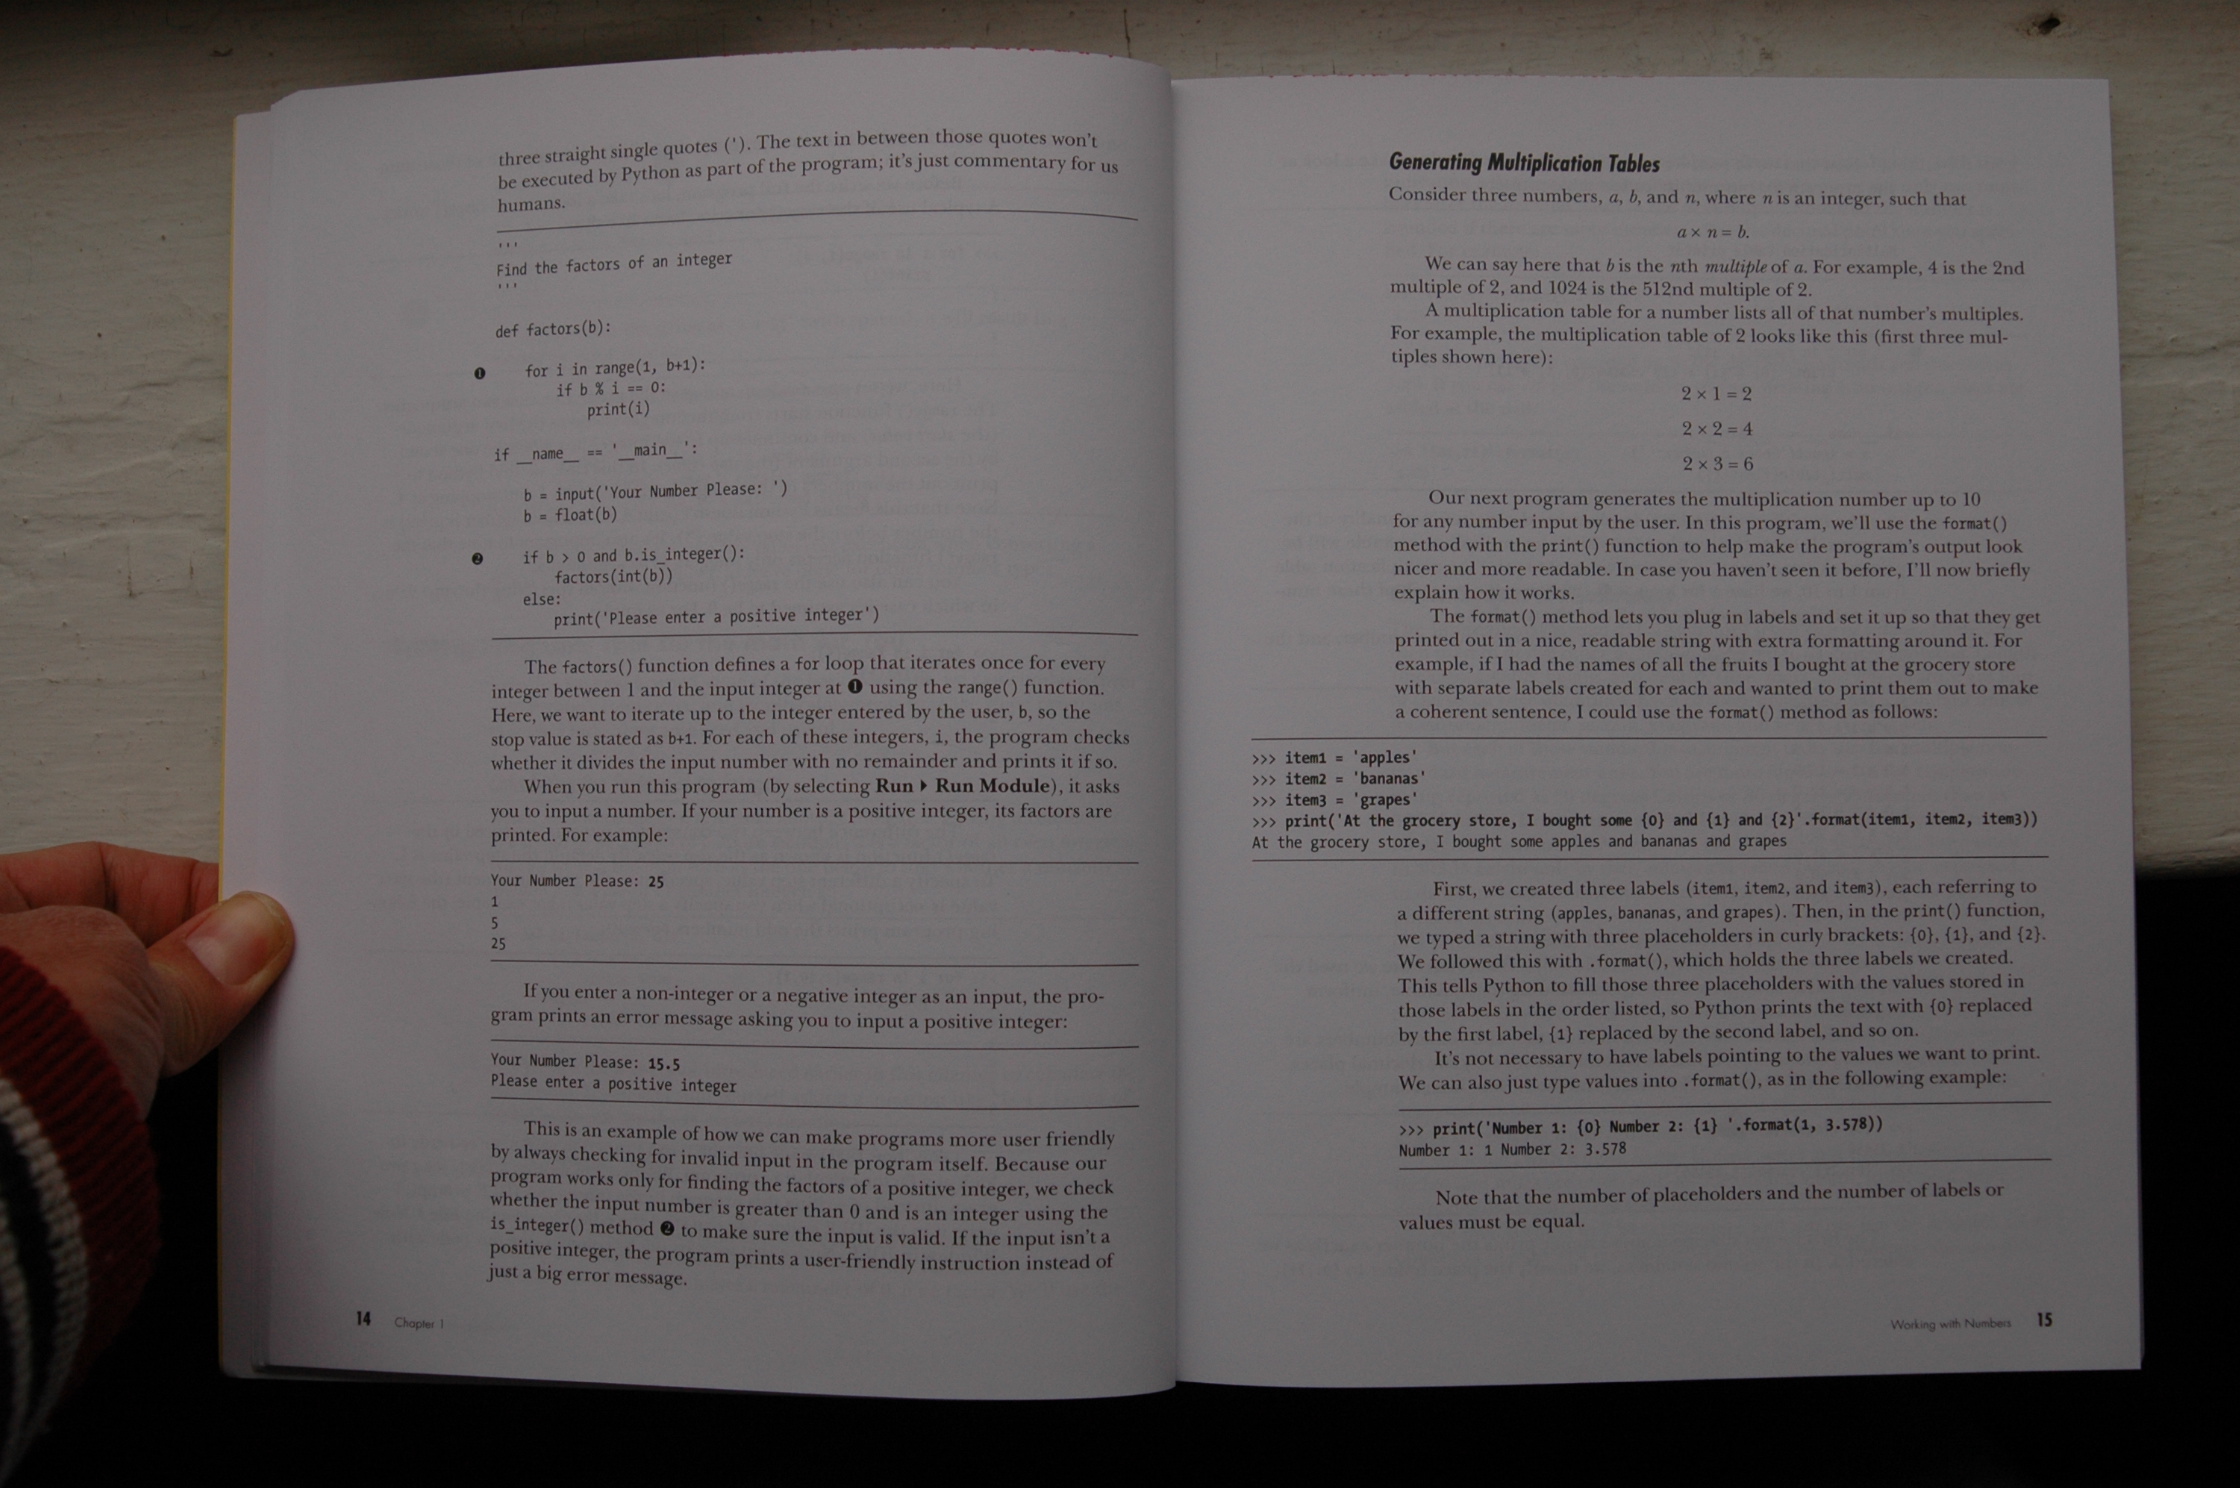 three straight single quotes ('). The text in between those quotes won't
be executed by Python as part of the program; it's just commentary for us
humans.
'''
Find the factors of an integer
'''
def factors(b):
❶ for i in range(1, b+1):
if b % i == 0:
print(i)
if __name__ == '__main__':
b = input('Your Number Please: ')
b = float(b)
❷ if b > 0 and b.is_integer():
factors(int(b))
else:
print('Please enter a positive integer')
The factors() function defines a for loop that iterates once for every
integer between 1 and the input integer at ❶ using the range() function.
Here, we want to iterate up to the integer entered by the user, b, so the
stop value is stated as b+1. For each of these integers, i, the program checks
whether it divides the input number with no remainder and prints it if so.
When you run this program (by selecting Run ▸ Run Module), it asks
you to input a number. If your number is a positive integer, its factors are
printed. For example:
Your Number Please: 25
1
5
25
If you enter a non-integer or a negative integer as an input, the pro-
gram prints an error message asking you to input a positive integer:
Your Number Please: 15.5
Please enter a positive integer
This is an example of how we can make programs more user friendly
by always checking for invalid input in the program itself. Because our
program works only for finding the factors of a positive integer, we check
whether the input number is greater than 0 and is an integer using the
is_integer() method ❷ to make sure the input is valid. If the input isn't a
positive integer, the program prints a user-friendly instruction instead of
just a big error message.
14 Chapter 1
Generating Multiplication Tables
Consider three numbers, a, b, and n, where n is an integer, such that
a × n = b.
We can say here that b is the nth multiple of a. For example, 4 is the 2nd
multiple of 2, and 1024 is the 512nd multiple of 2.
A multiplication table for a number lists all of that number's multiples.
For example, the multiplication table of 2 looks like this (first three mul-
tiples shown here):
2 × 1 = 2
2 × 2 = 4
2 × 3 = 6
Our next program generates the multiplication number up to 10
for any number input by the user. In this program, we'll use the format()
method with the print() function to help make the program's output look
nicer and more readable. In case you haven't seen it before, I'll now briefly
explain how it works.
The format() method lets you plug in labels and set it up so that they get
printed out in a nice, readable string with extra formatting around it. For
example, if I had the names of all the fruits I bought at the grocery store
with separate labels created for each and wanted to print them out to make
a coherent sentence, I could use the format() method as follows:
>>> item1 = 'apples'
>>> item2 = 'bananas'
>>> item3 = 'grapes'
>>> print('At the grocery store, I bought some {0} and {1} and {2}'.format(item1, item2, item3))
At the grocery store, I bought some apples and bananas and grapes
First, we created three labels (item1, item2, and item3), each referring to
a different string (apples, bananas, and grapes). Then, in the print() function,
we typed a string with three placeholders in curly brackets: {0}, {1}, and {2}.
We followed this with .format(), which holds the three labels we created.
This tells Python to fill those three placeholders with the values stored in
those labels in the order listed, so Python prints the text with {0} replaced
by the first label, {1} replaced by the second label, and so on.
It's not necessary to have labels pointing to the values we want to print.
We can also just type values into .format(), as in the following example:
>>> print('Number 1: {0} Number 2: {1} '.format(1, 3.578))
Number 1: 1 Number 2: 3.578
Note that the number of placeholders and the number of labels or
values must be equal.
Working with Numbers 15